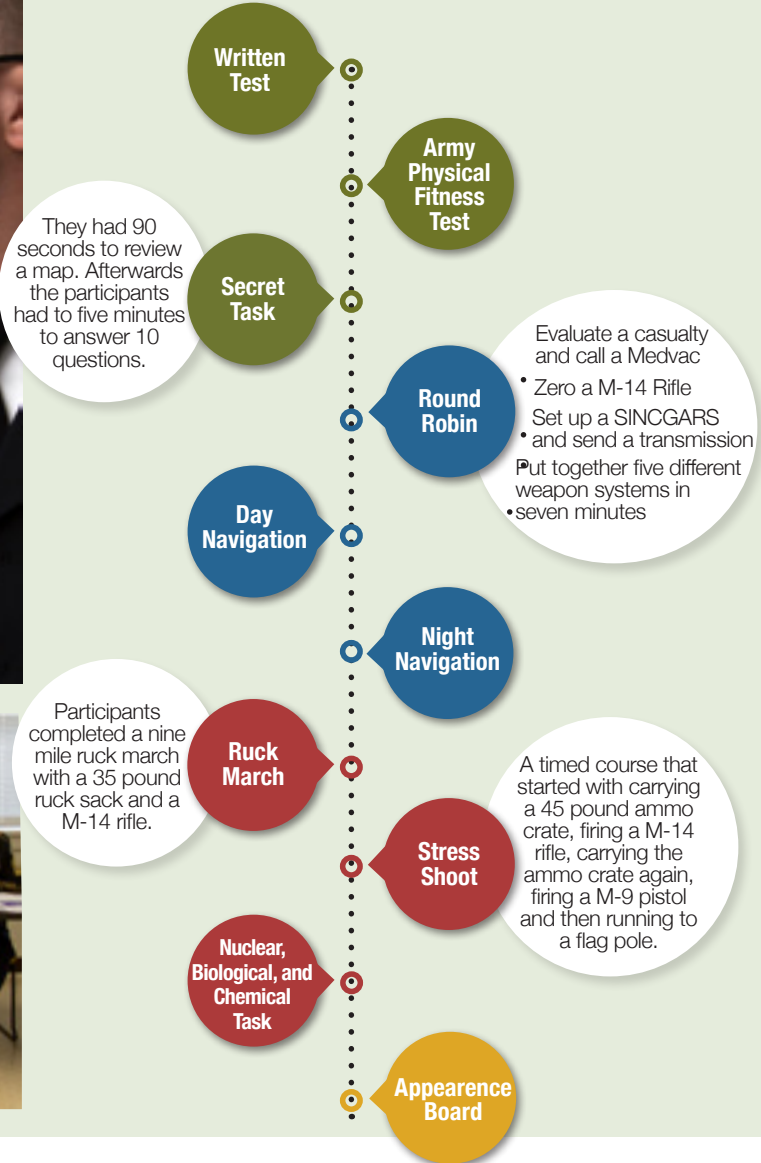 Written
Test
Army
Physical
Fitness
Test
They had 90
seconds to review
a map. Afterwards
the participants
had to five minutes
to answer 10
questions.
Secret
Task
Round
Robin
Evaluate a casualty
and call a Medvac
• Zero a M-14 Rifle
Set up a SINCGARS
• and send a transmission
•Put together five different
weapon systems in
• seven minutes
Day
Navigation
Night
Navigation
Participants
completed a nine
mile ruck march
with a 35 pound
ruck sack and a
M-14 rifle.
Ruck
March
Stress
Shoot
A timed course that
started with carrying
a 45 pound ammo
crate, firing a M-14
rifle, carrying the
ammo crate again,
firing a M-9 pistol
and then running to
a flag pole.
Nuclear,
Biological, and
Chemical
Task
Appearence
Board